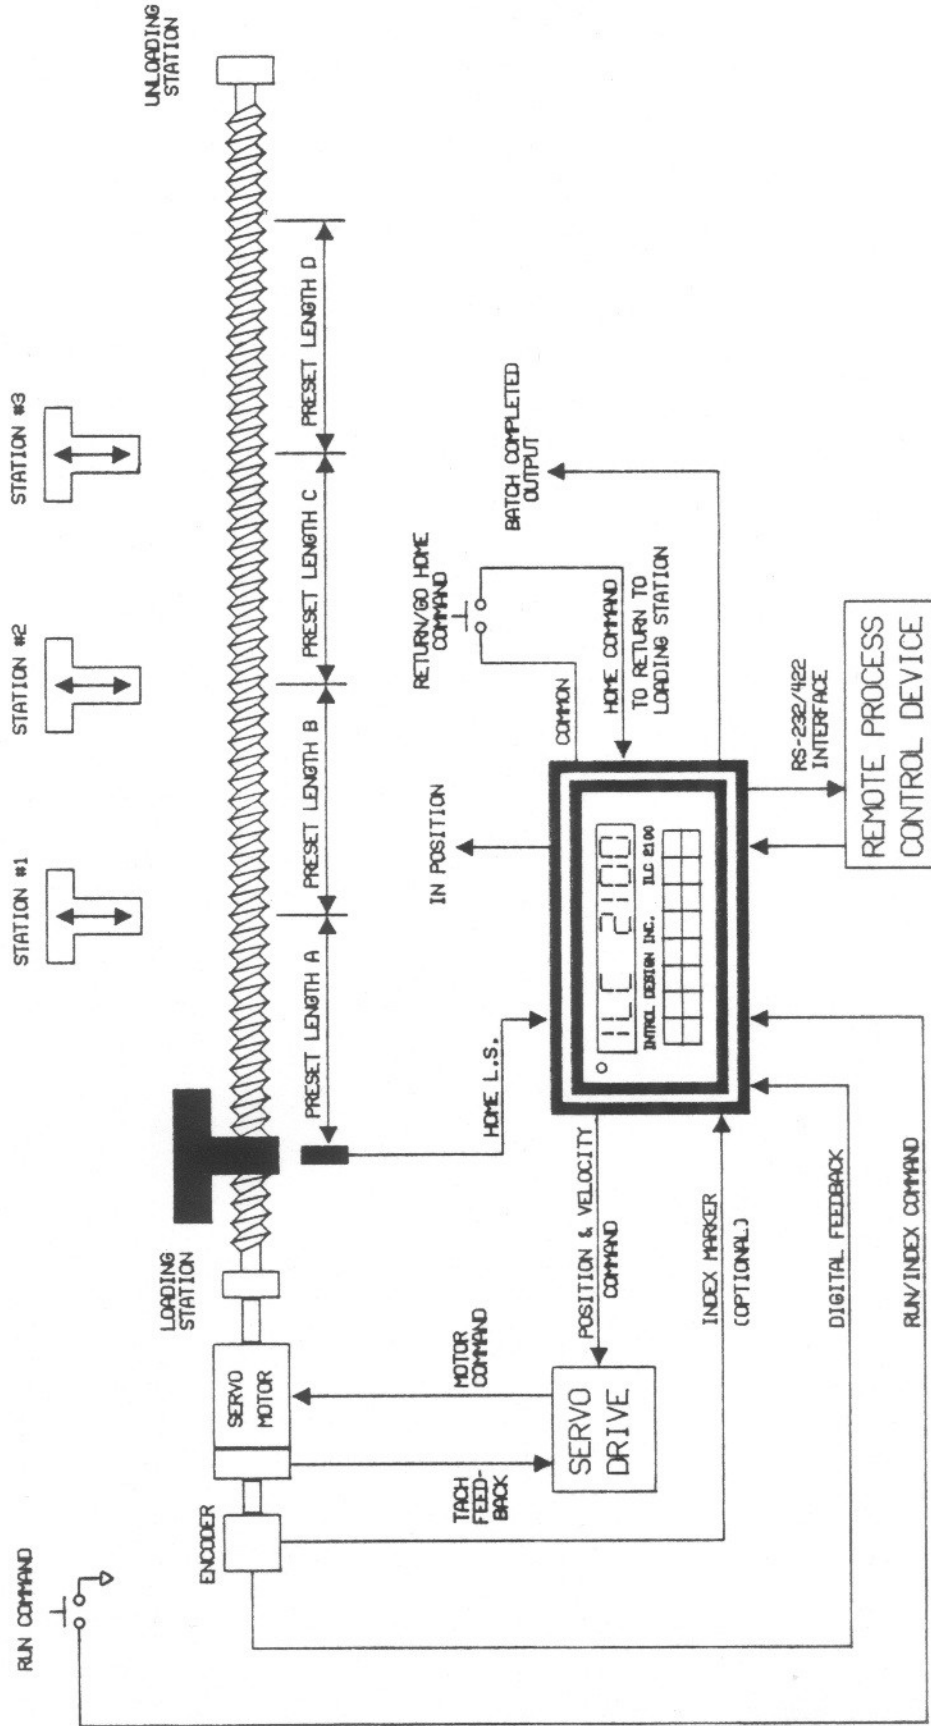 RUN COMMAND
STATION #1
STATION #2
STATION #3
LOADING
STATION
UNLOADING
STATION
ENCODER
SERVO
MOTOR
PRESET LENGTH A
PRESET LENGTH B
PRESET LENGTH C
PRESET LENGTH D
TACH
FEED-
BACK
MOTOR
COMMAND
HOME L.S.
IN POSITION
RETURN/GO HOME
COMMAND
BATCH COMPLETED
OUTPUT
SERVO
DRIVE
POSITION & VELOCITY
COMMAND
COMMON
HOME COMMAND
TO RETURN TO
LOADING STATION
ILC 2100
INTROL DESIGN INC. ILC 2100
INDEX MARKER
(OPTIONAL)
RS-232/422
INTERFACE
DIGITAL FEEDBACK
REMOTE PROCESS
CONTROL DEVICE
RUN/INDEX COMMAND